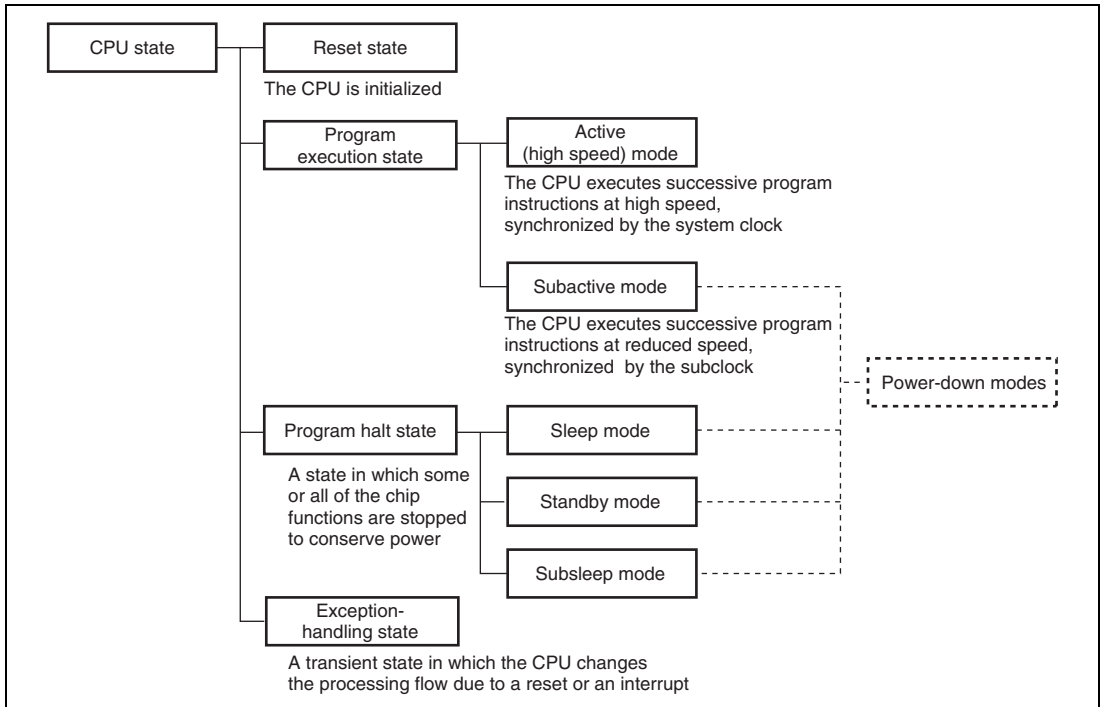 CPU state
Reset state
The CPU is initialized
Program
execution state
Active
(high speed) mode
The CPU executes successive program
instructions at high speed,
synchronized by the system clock
Subactive mode
The CPU executes successive program
instructions at reduced speed,
synchronized by the subclock
Power-down modes
Program halt state
Sleep mode
A state in which some
or all of the chip
functions are stopped
to conserve power
Standby mode
Subsleep mode
Exception-
handling state
A transient state in which the CPU changes
the processing flow due to a reset or an interrupt